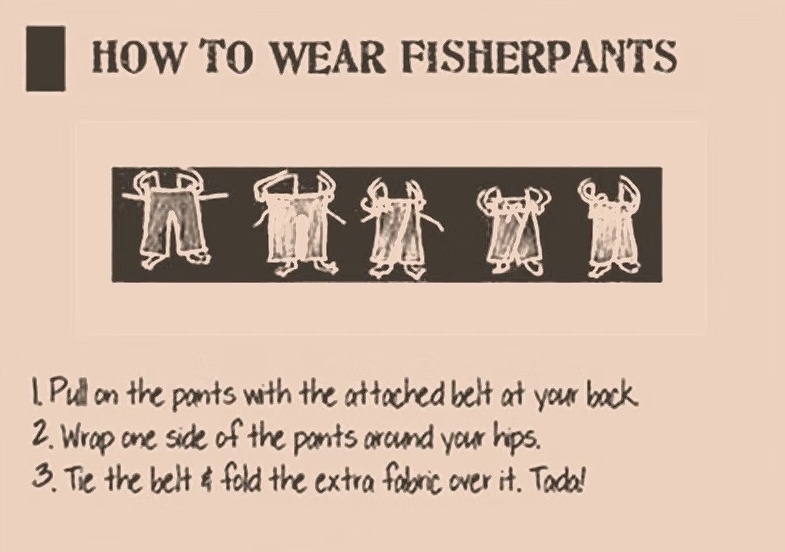 HOW TO WEAR FISHERPANTS
1. Pull on the pants with the attached belt at your back.
2. Wrap one side of the pants around your hips.
3. Tie the belt & fold the extra fabric over it. Tada!